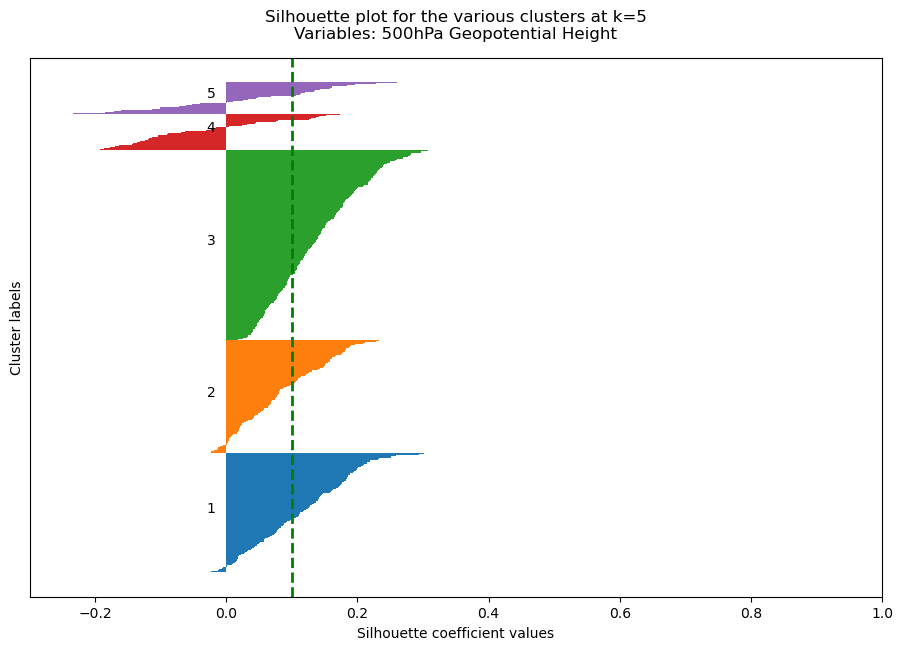 Silhouette plot for the various clusters at k=5
Variables: 500hPa Geopotential Height
Cluster labels
5
4
3
2
1
−0.2 0.0 0.2 0.4 0.6 0.8 1.0
Silhouette coefficient values